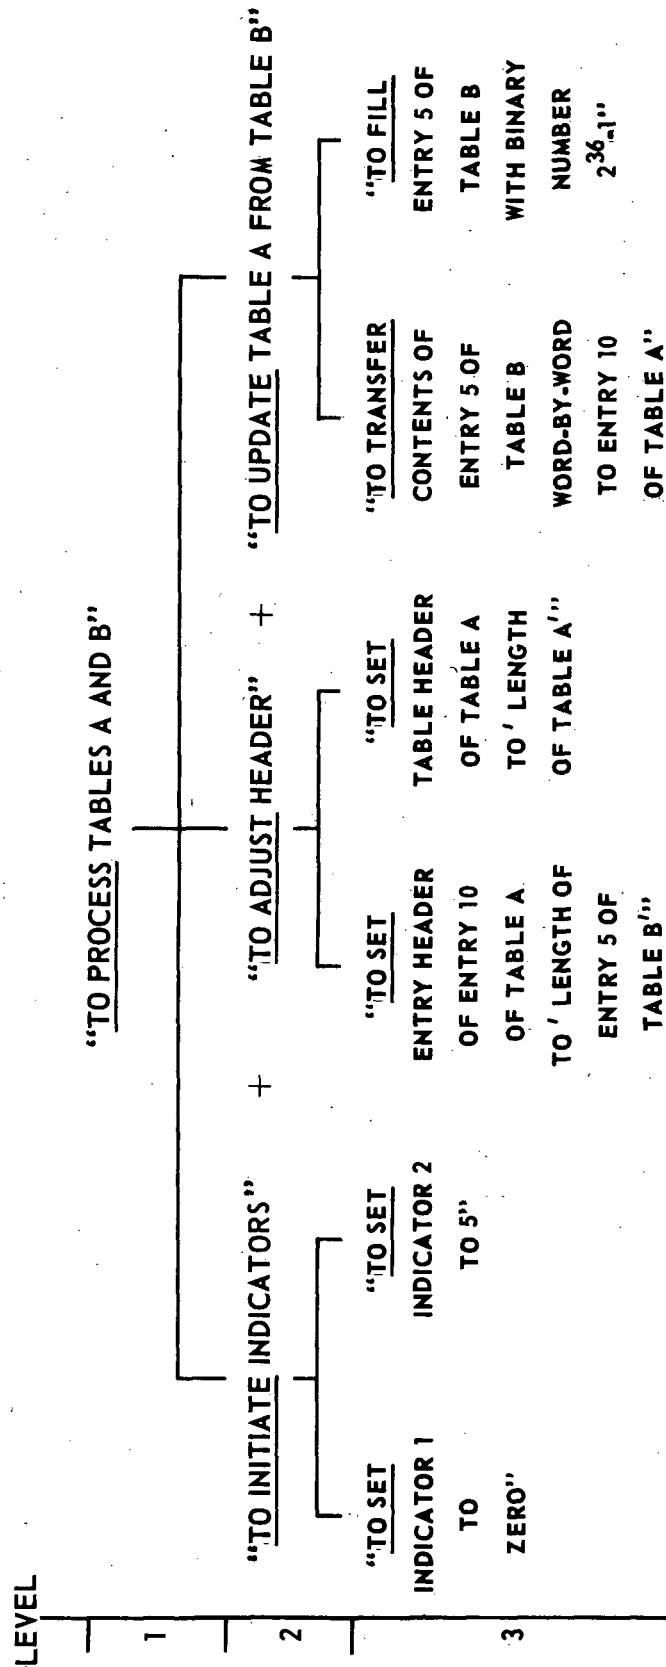 LEVEL
1
“TO PROCESS TABLES A AND B”
2
“TO INITIATE INDICATORS”
+
“TO ADJUST HEADER”
+
“TO UPDATE TABLE A FROM TABLE B”
3
“TO SET
INDICATOR 1
TO
ZERO”
“TO SET
INDICATOR 2
TO 5”
“TO SET
ENTRY HEADER
OF ENTRY 10
OF TABLE A
TO ' LENGTH OF
ENTRY 5 OF
TABLE B'”
“TO SET
TABLE HEADER
OF TABLE A
TO ' LENGTH
OF TABLE A'”
“TO TRANSFER
CONTENTS OF
ENTRY 5 OF
TABLE B
WORD-BY-WORD
TO ENTRY 10
OF TABLE A”
“TO FILL
ENTRY 5 OF
TABLE B
WITH BINARY
NUMBER
2³⁶-1”